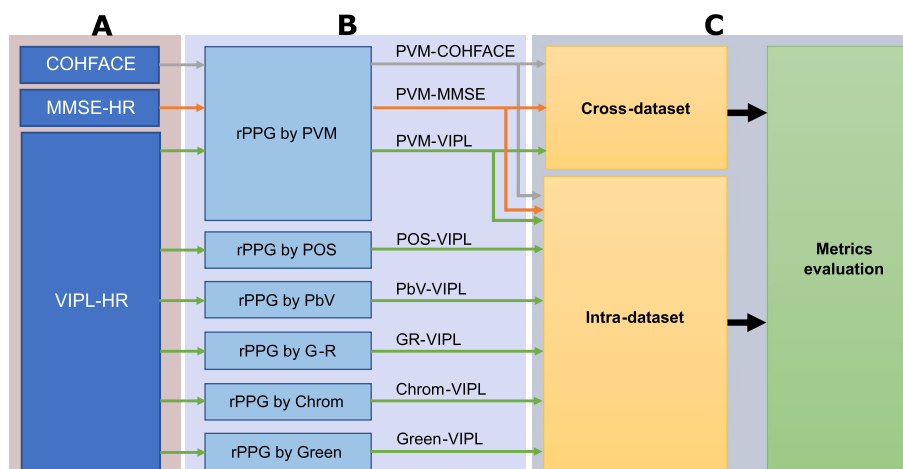 A
B
C
COHFACE
MMSE-HR
VIPL-HR
rPPG by PVM
rPPG by POS
rPPG by PbV
rPPG by G-R
rPPG by Chrom
rPPG by Green
PVM-COHFACE
PVM-MMSE
PVM-VIPL
POS-VIPL
PbV-VIPL
GR-VIPL
Chrom-VIPL
Green-VIPL
Cross-dataset
Intra-dataset
Metrics
evaluation